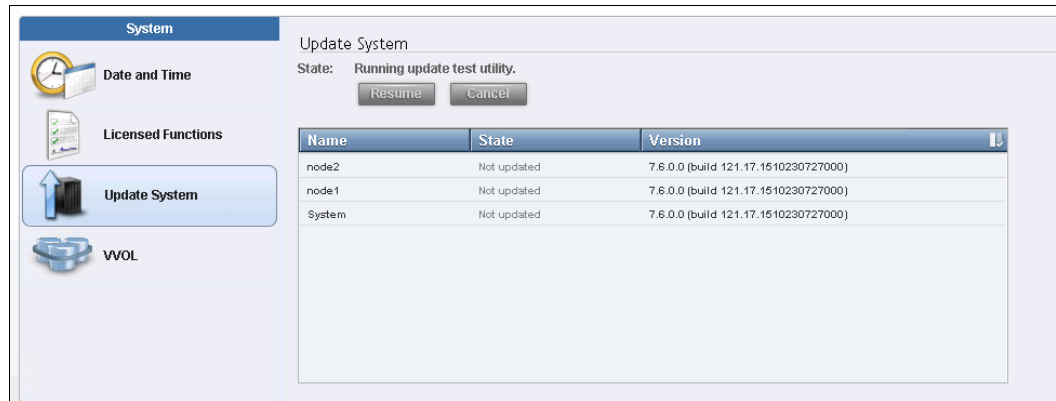 System
Date and Time
Licensed Functions
Update System
VVOL
Update System
State: Running update test utility.
Resume Cancel
Name State Version
node2 Not updated 7.6.0.0 (build 121.17.1510230727000)
node1 Not updated 7.6.0.0 (build 121.17.1510230727000)
System Not updated 7.6.0.0 (build 121.17.1510230727000)